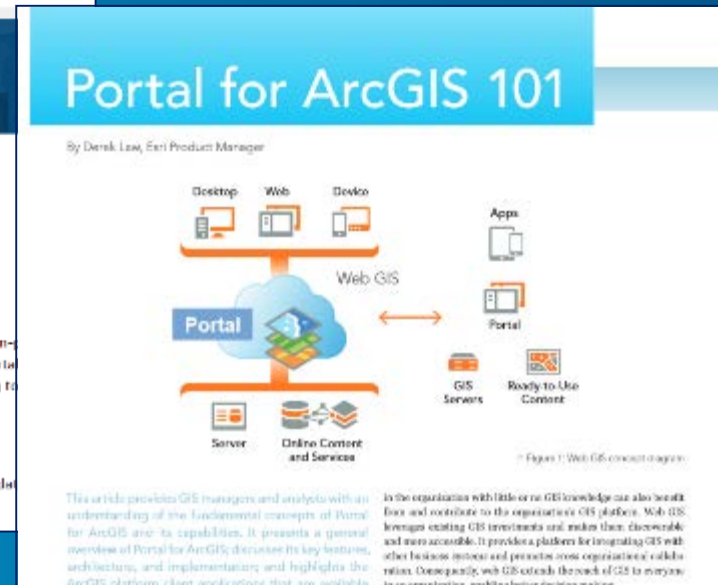 Portal for ArcGIS 101
By Derek Law, Esri Product Manager
Desktop Web Device
Apps
Web GIS
Portal
Portal
GIS Servers
Ready-to-Use Content
Server
Online Content and Services
Figure 1: Web GIS concept diagram
This article provides GIS managers and analysts with an
understanding of the fundamental concepts of Portal
for ArcGIS and its capabilities. It presents a general
overview of Portal for ArcGIS; discusses its key features,
architecture, and implementation; and highlights the
ArcGIS platform client applications that are available
in the organization with little or no GIS knowledge can also benefit
from and contribute to the organization's GIS platform. Web GIS
leverages existing GIS investments and makes them discoverable
and more accessible. It provides a platform for integrating GIS with
other business systems and promotes cross organizational collabo-
ration. Consequently, web GIS extends the reach of GIS to everyone